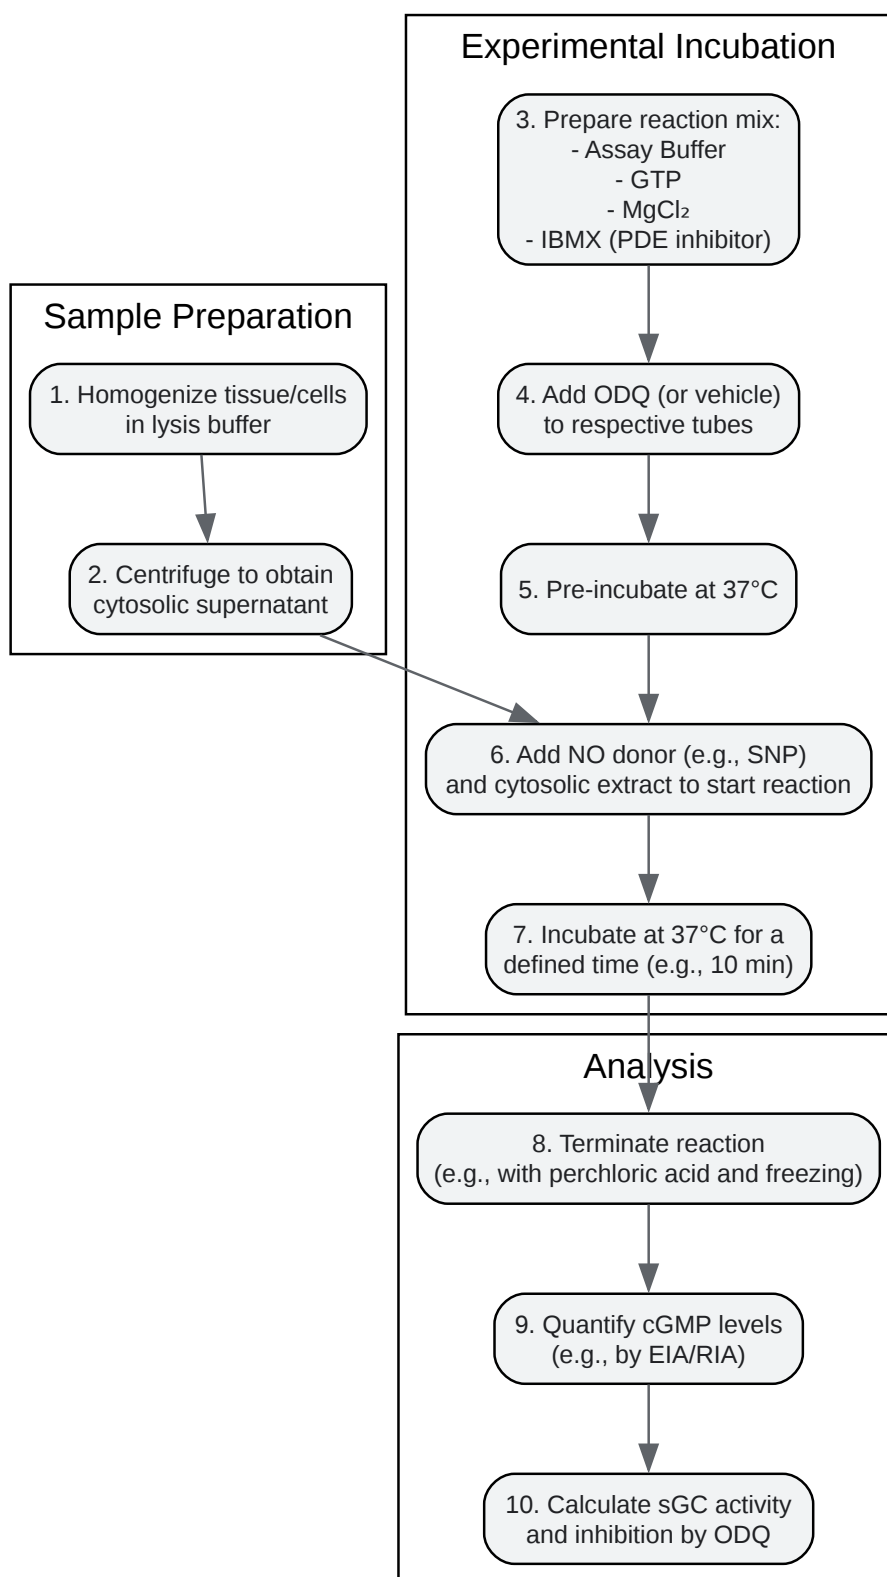 Sample Preparation
1. Homogenize tissue/cells
in lysis buffer
2. Centrifuge to obtain
cytosolic supernatant
Experimental Incubation
3. Prepare reaction mix:
- Assay Buffer
- GTP
- MgCl₂
- IBMX (PDE inhibitor)
4. Add ODQ (or vehicle)
to respective tubes
5. Pre-incubate at 37°C
6. Add NO donor (e.g., SNP)
and cytosolic extract to start reaction
7. Incubate at 37°C for a
defined time (e.g., 10 min)
Analysis
8. Terminate reaction
(e.g., with perchloric acid and freezing)
9. Quantify cGMP levels
(e.g., by EIA/RIA)
10. Calculate sGC activity
and inhibition by ODQ